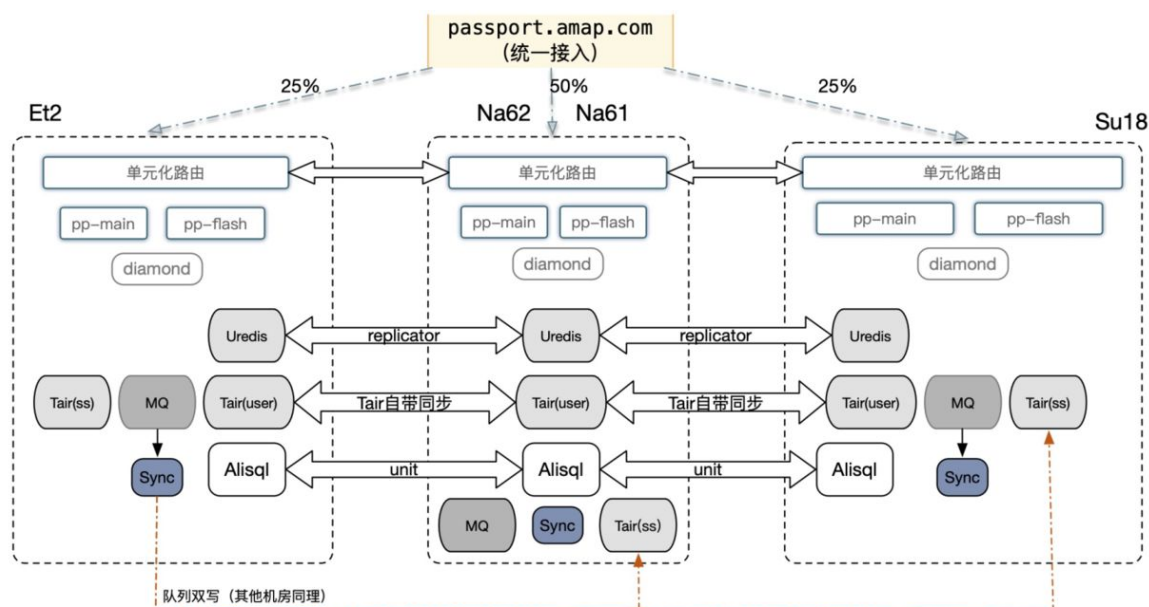 passport.amap.com
(统一接入)
25%
50%
25%
Et2
Na62
Na61
Su18
单元化路由
单元化路由
单元化路由
pp-main
pp-flash
pp-main
pp-flash
pp-main
pp-flash
diamond
diamond
diamond
Uredis
replicator
Uredis
replicator
Uredis
Tair(ss)
MQ
Tair(user)
Tair自带同步
Tair(user)
Tair自带同步
Tair(user)
MQ
Tair(ss)
Sync
Alisql
unit
Alisql
unit
Alisql
Sync
MQ
Sync
Tair(ss)
队列双写（其他机房同理）